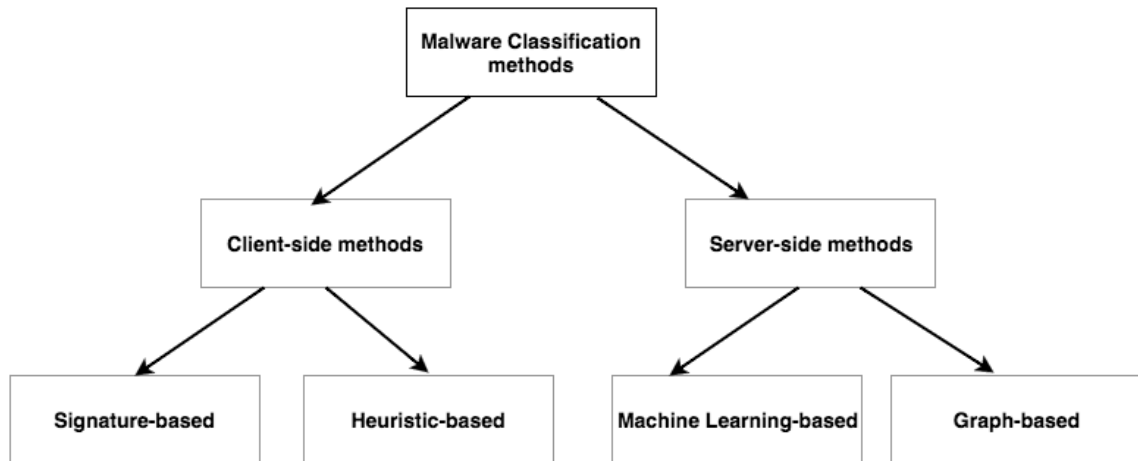 Malware Classification
methods
Client-side methods
Server-side methods
Signature-based
Heuristic-based
Machine Learning-based
Graph-based